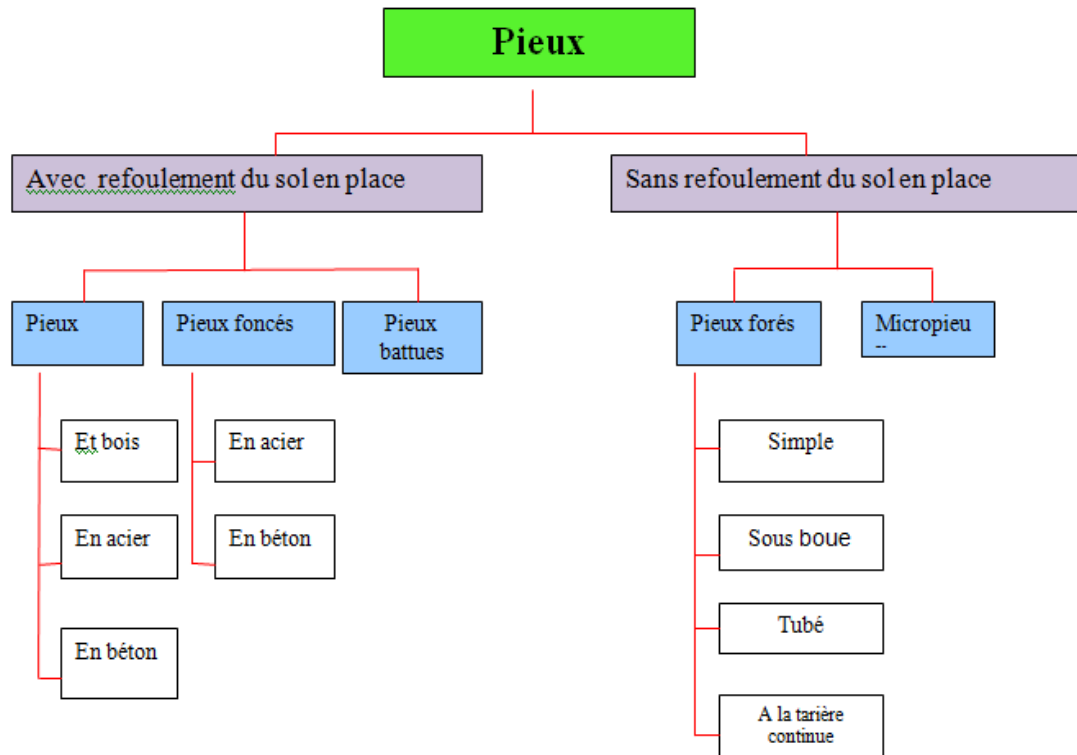 Pieux
Avec refoulement du sol en place
Sans refoulement du sol en place
Pieux
Pieux foncés
Pieux
battues
Pieux forés
Micropieu
--
Et bois
En acier
Simple
En acier
En béton
Sous boue
En béton
Tubé
A la tarière
continue